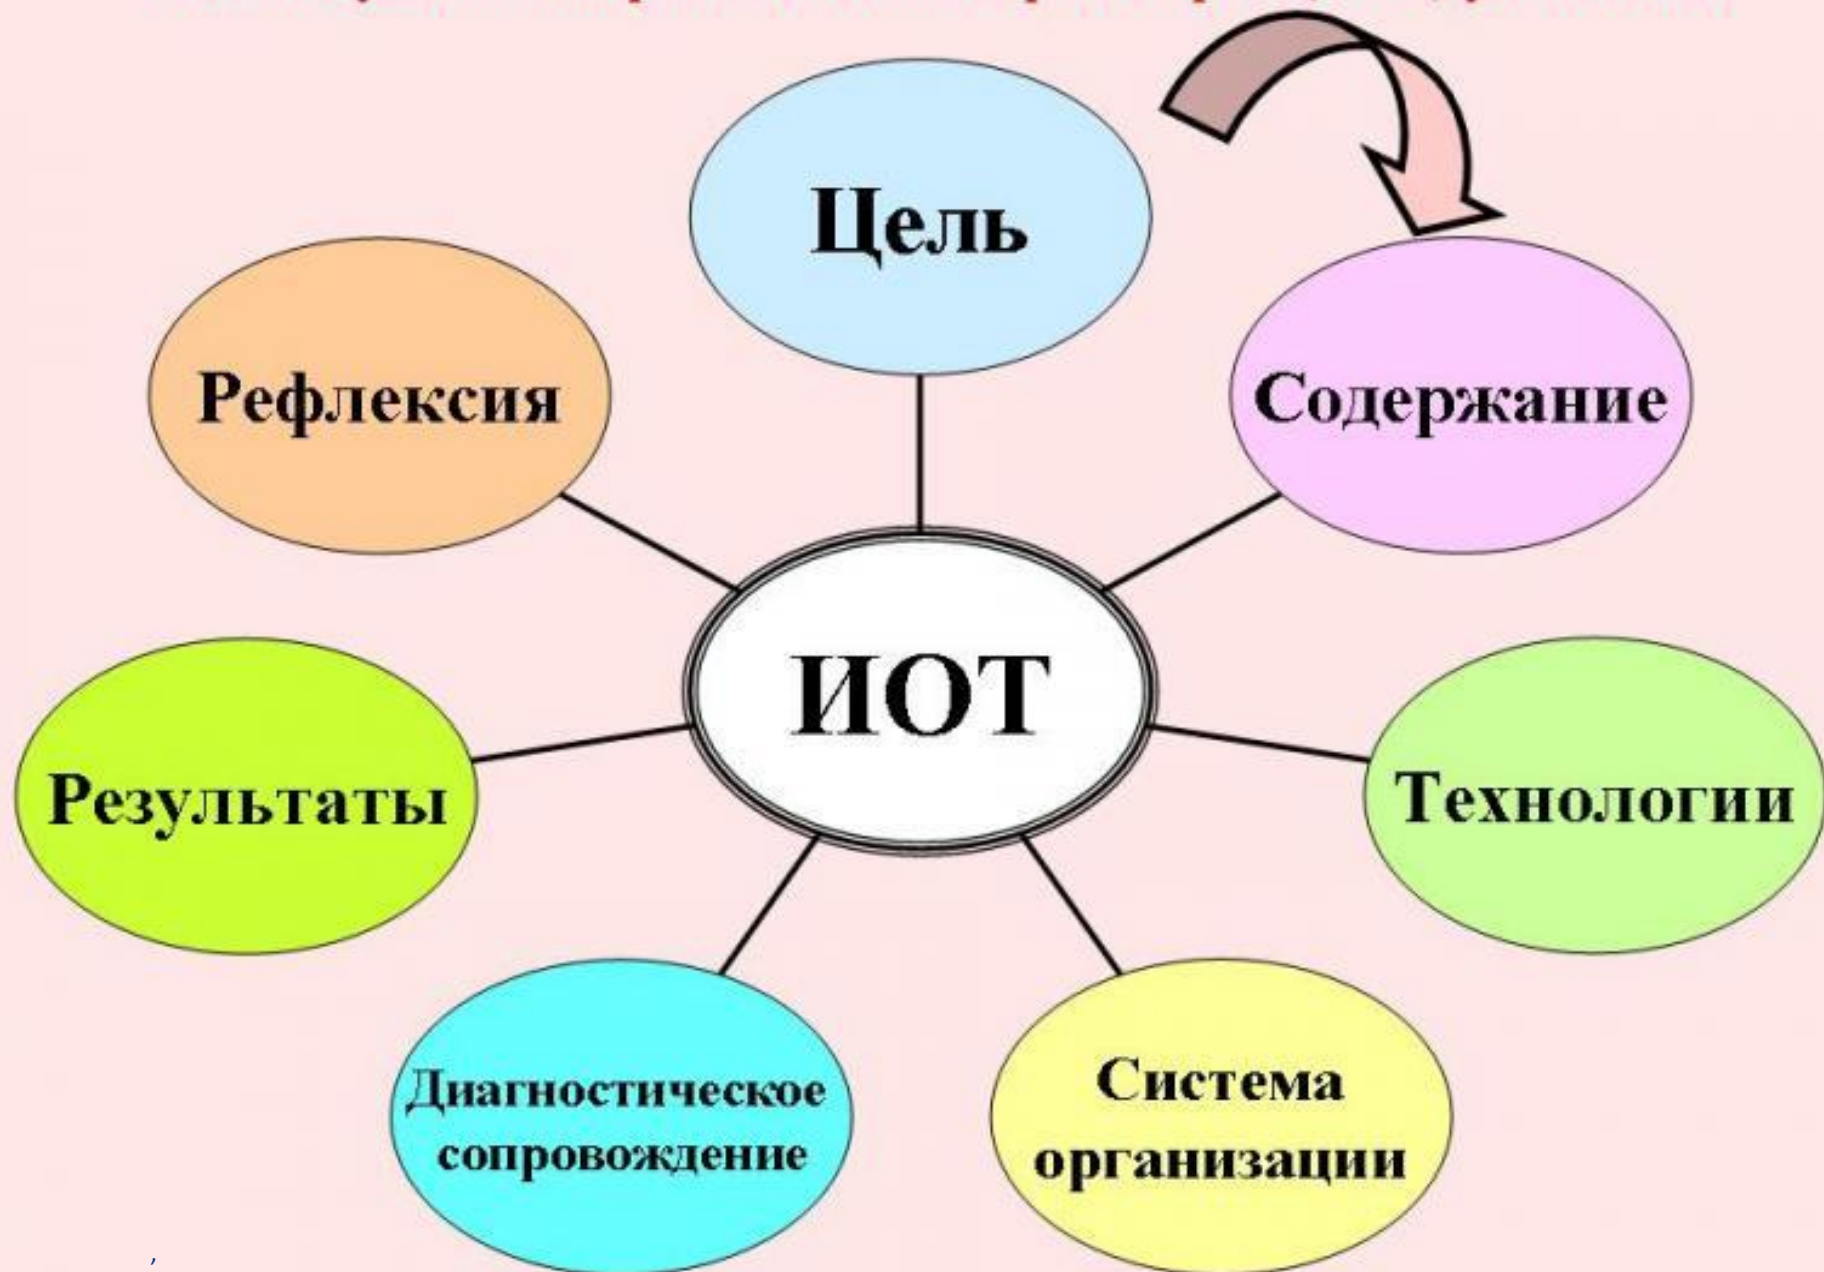 Цель
Содержание
Технологии
Система
организации
Диагностическое
сопровождение
Результаты
Рефлексия
ИОТ
,